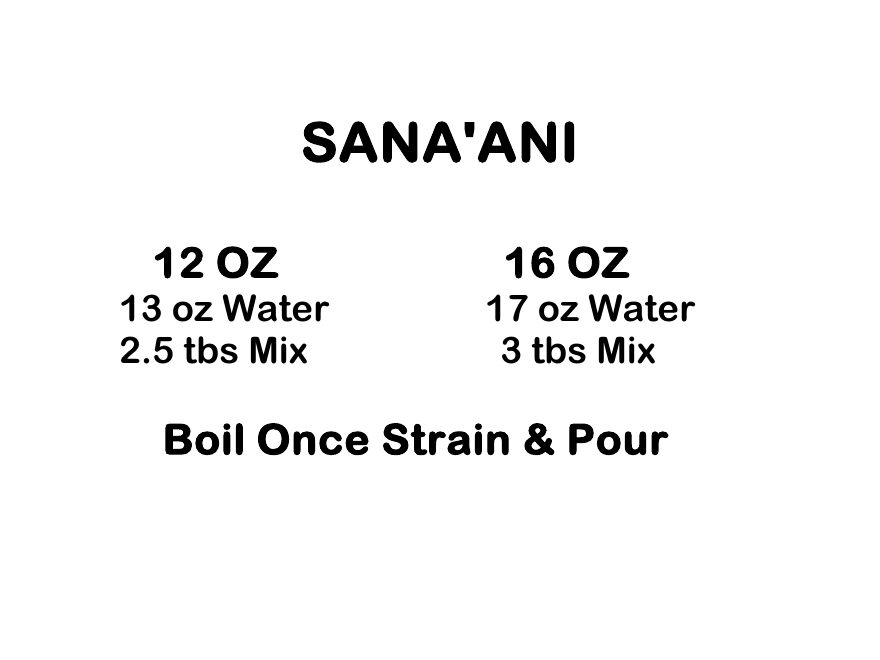 SANA'ANI
12 OZ
13 oz Water
2.5 tbs Mix
16 OZ
17 oz Water
3 tbs Mix
Boil Once Strain & Pour